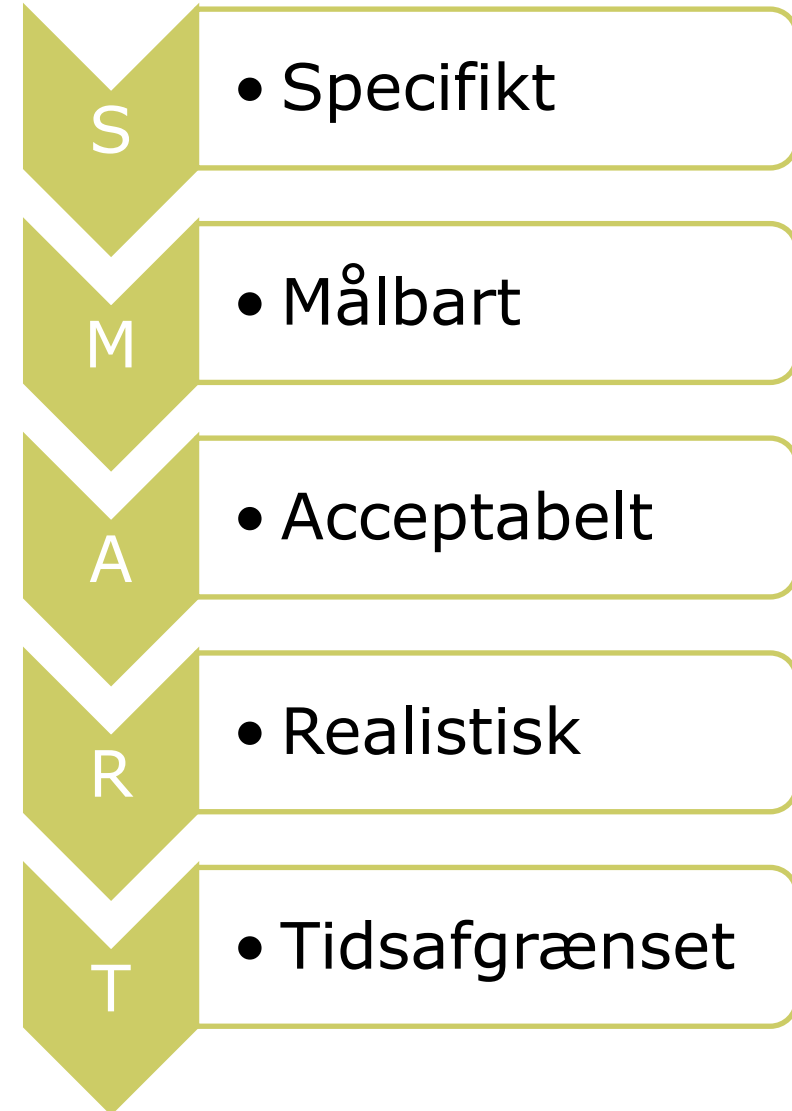 S
• Specifikt
M
• Målbart
A
• Acceptabelt
R
• Realistisk
T
• Tidsafgrænset